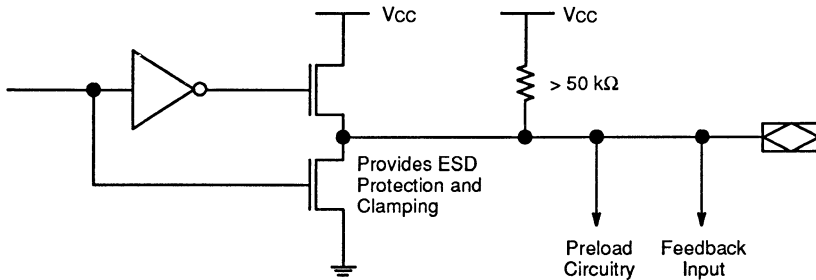 Vcc
Vcc
> 50 kΩ
Provides ESD
Protection and
Clamping
Preload
Circuitry
Feedback
Input